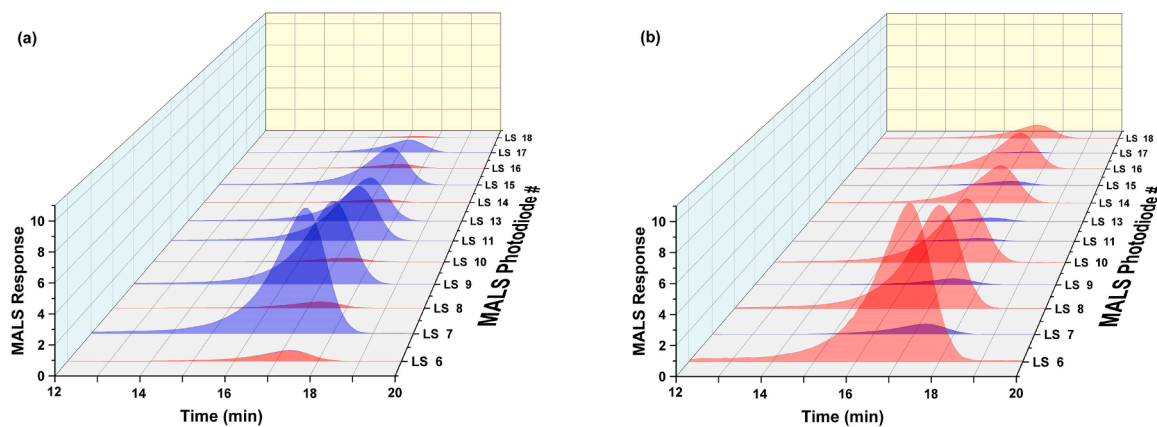 (a)
MALS Response
10
8
6
4
2
0
12
14
16
18
20
Time (min)
LS 18
LS 17
LS 16
LS 15
LS 14
LS 13
LS 11
LS 10
LS 9
LS 8
LS 7
LS 6
MALS Photodiode #
(b)
MALS Response
10
8
6
4
2
0
12
14
16
18
20
Time (min)
LS 18
LS 17
LS 16
LS 15
LS 14
LS 13
LS 11
LS 10
LS 9
LS 8
LS 7
LS 6
MALS Photodiode #